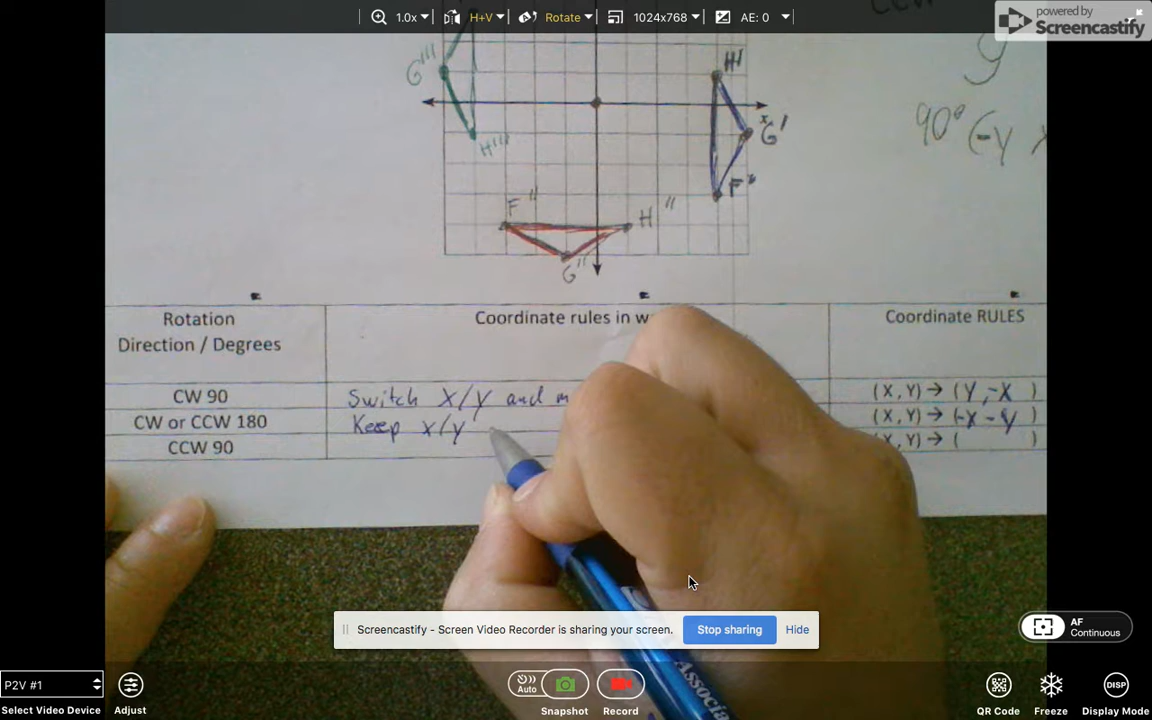 1.0x H+V Rotate 1024x768 AE: 0
powered by
Screencastify
G'''
H'''
H'
x
G'
F'
F''
H''
G''
y
90° (-y
Rotation
Direction / Degrees
Coordinate rules in
Coordinate RULES
CW 90
Switch X/Y and
(X,Y) → (Y,-X )
CW or CCW 180
Keep x/y
(X,Y) → (-X - Y )
CCW 90
(X,Y) → ( )
Screencastify - Screen Video Recorder is sharing your screen. Stop sharing Hide
AF
Continuous
P2V #1
Select Video Device
Adjust
Auto
Snapshot
Record
QR Code
Freeze
DISP
Display Mode